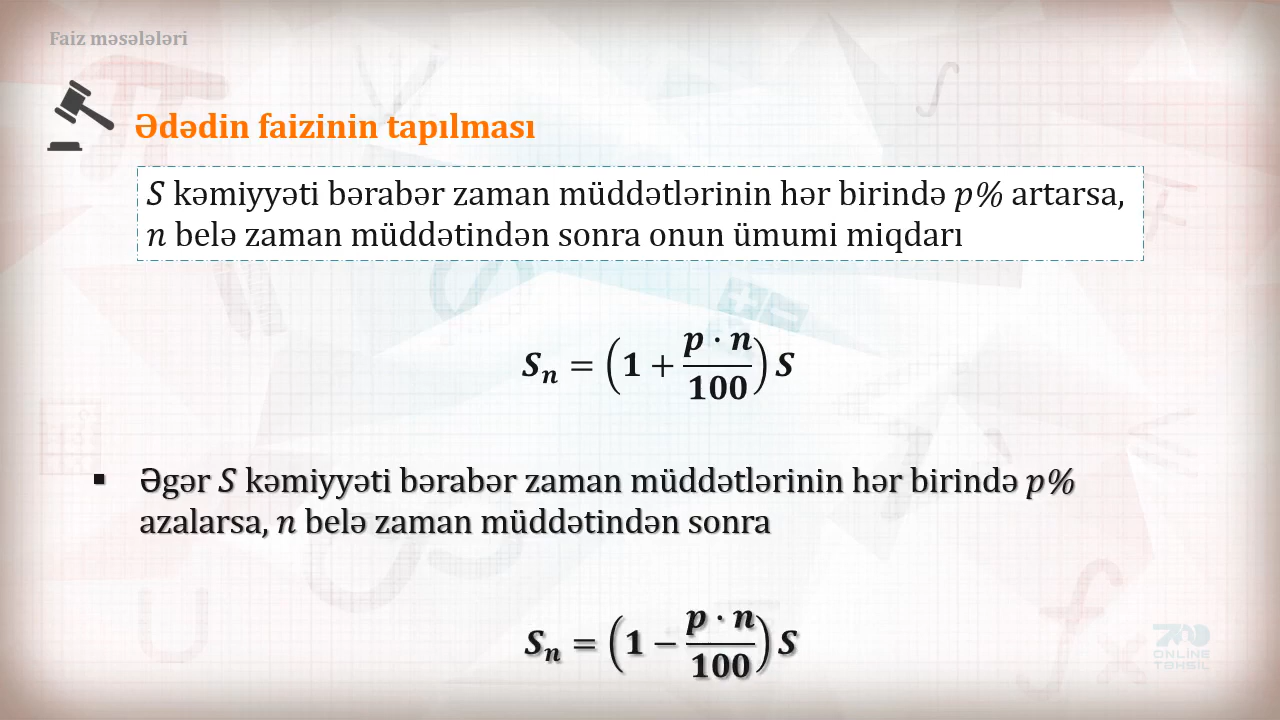 Faiz məsələləri
Ədədin faizinin tapılması
S kəmiyyəti bərabər zaman müddətlərinin hər birində p% artarsa,
n belə zaman müddətindən sonra onun ümumi miqdarı
Sₙ = (1 + p · n / 100) S
▪ Əgər S kəmiyyəti bərabər zaman müddətlərinin hər birində p%
azalarsa, n belə zaman müddətindən sonra
Sₙ = (1 − p · n / 100) S
700
ONLINE
TƏHSİL